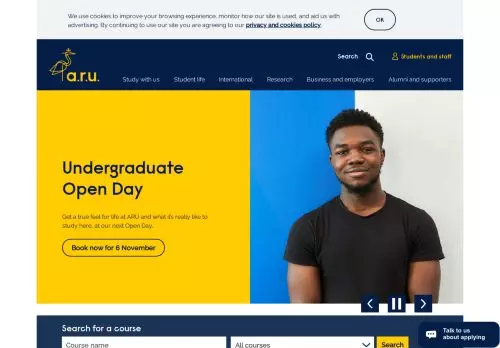 We use cookies to improve your browsing experience, monitor how our site is used, and aid us with
advertising. By continuing to use our site you are agreeing to our privacy and cookies policy.
OK
Search
Students and staff
a.r.u.
Study with us
Student life
International
Research
Business and employers
Alumni and supporters
Undergraduate
Open Day
Get a true feel for life at ARU and what it's really like to
study here, at our next Open Day.
Book now for 6 November
Search for a course
Course name
All courses
Search
Talk to us
about applying